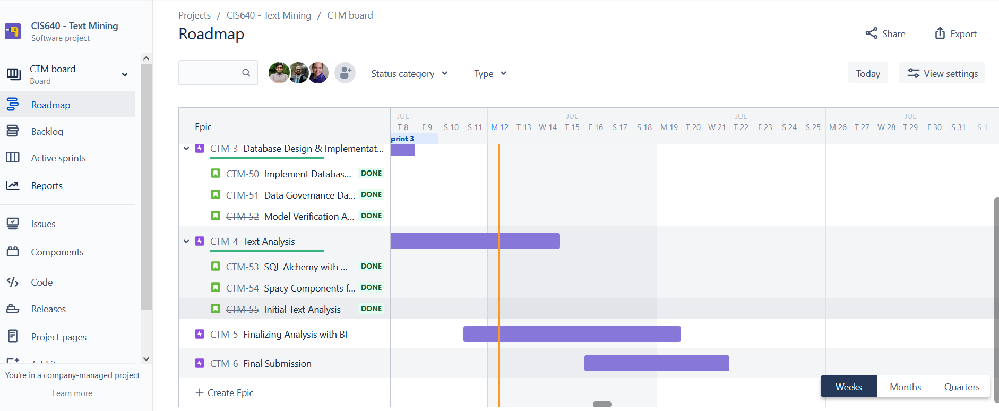 CIS640 - Text Mining
Software project
CTM board
Board
Roadmap
Backlog
Active sprints
Reports
Issues
Components
Code
Releases
Project pages
You're in a company-managed project
Learn more
Projects / CIS640 - Text Mining / CTM board
Roadmap
Share
Export
Status category
Type
Today
View settings
Epic
JUL JUL JUL JUL
T 8 F 9 S 10 S 11 M 12 T 13 W 14 T 15 F 16 S 17 S 18 M 19 T 20 W 21 T 22 F 23 S 24 S 25 M 26 T 27 W 28 T 29 F 30 S 31 S 1
print 3
CTM-3 Database Design & Implementat...
CTM-50 Implement Databas... DONE
CTM-51 Data Governance Da... DONE
CTM-52 Model Verification A... DONE
CTM-4 Text Analysis
CTM-53 SQL Alchemy with ... DONE
CTM-54 Spacy Components f... DONE
CTM-55 Initial Text Analysis DONE
CTM-5 Finalizing Analysis with BI
CTM-6 Final Submission
+ Create Epic
Weeks Months Quarters